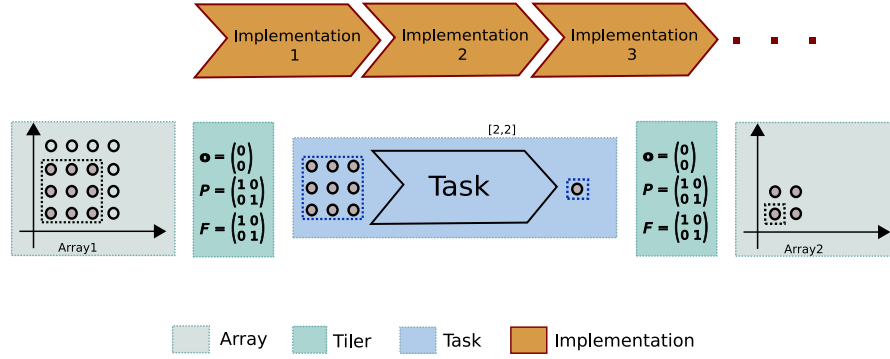 Implementation
1
Implementation
2
Implementation
3
[2,2]
o = (0
0)
P = (1 0
0 1)
F = (1 0
0 1)
Task
o = (0
0)
P = (1 0
0 1)
F = (1 0
0 1)
Array1
Array2
Array
Tiler
Task
Implementation